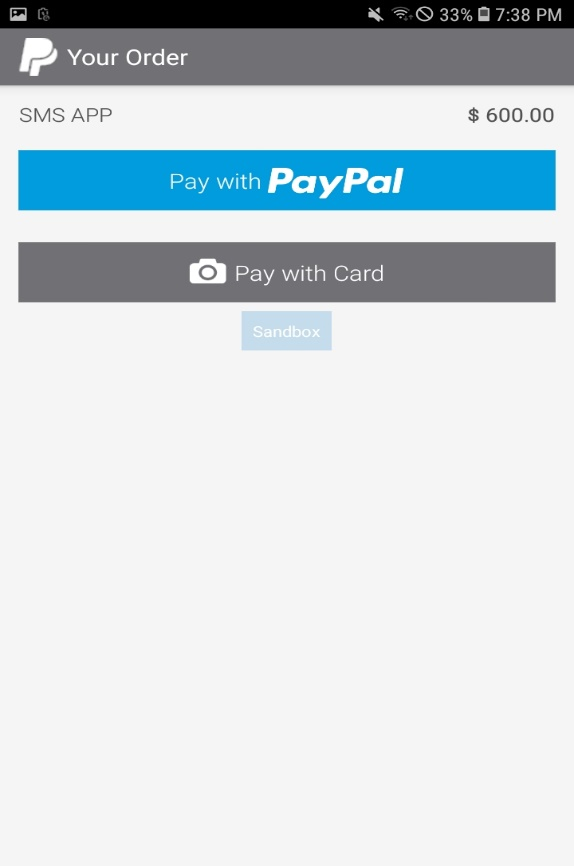 33% 7:38 PM
Your Order
SMS APP $ 600.00
Pay with PayPal
Pay with Card
Sandbox